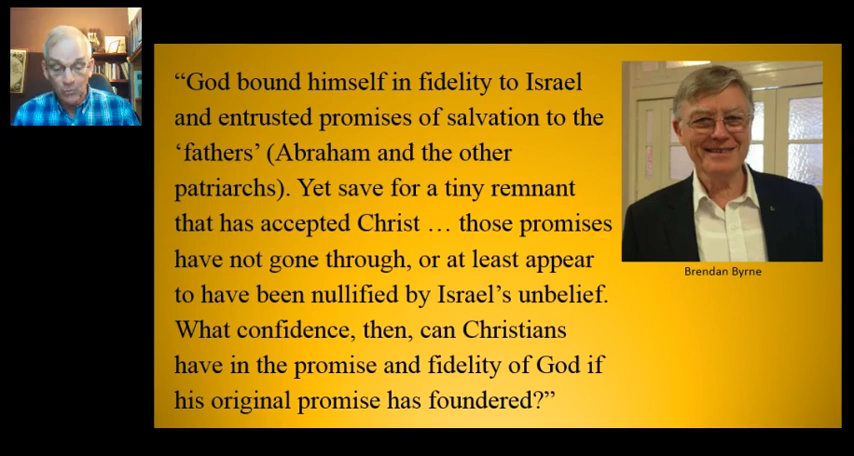 “God bound himself in fidelity to Israel
and entrusted promises of salvation to the
‘fathers’ (Abraham and the other
patriarchs). Yet save for a tiny remnant
that has accepted Christ … those promises
have not gone through, or at least appear
to have been nullified by Israel’s unbelief.
What confidence, then, can Christians
have in the promise and fidelity of God if
his original promise has foundered?”
Brendan Byrne